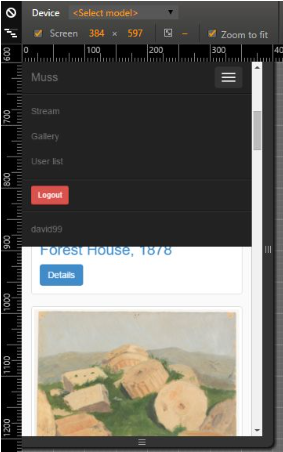 Device <Select model> ▼
Screen 384 × 597 – Zoom to fit
0 100 200 300 40
600
Muss
Stream
700
Gallery
User list
800
Logout
david99
900
Forest House, 1878
Details
1000
1100
1200